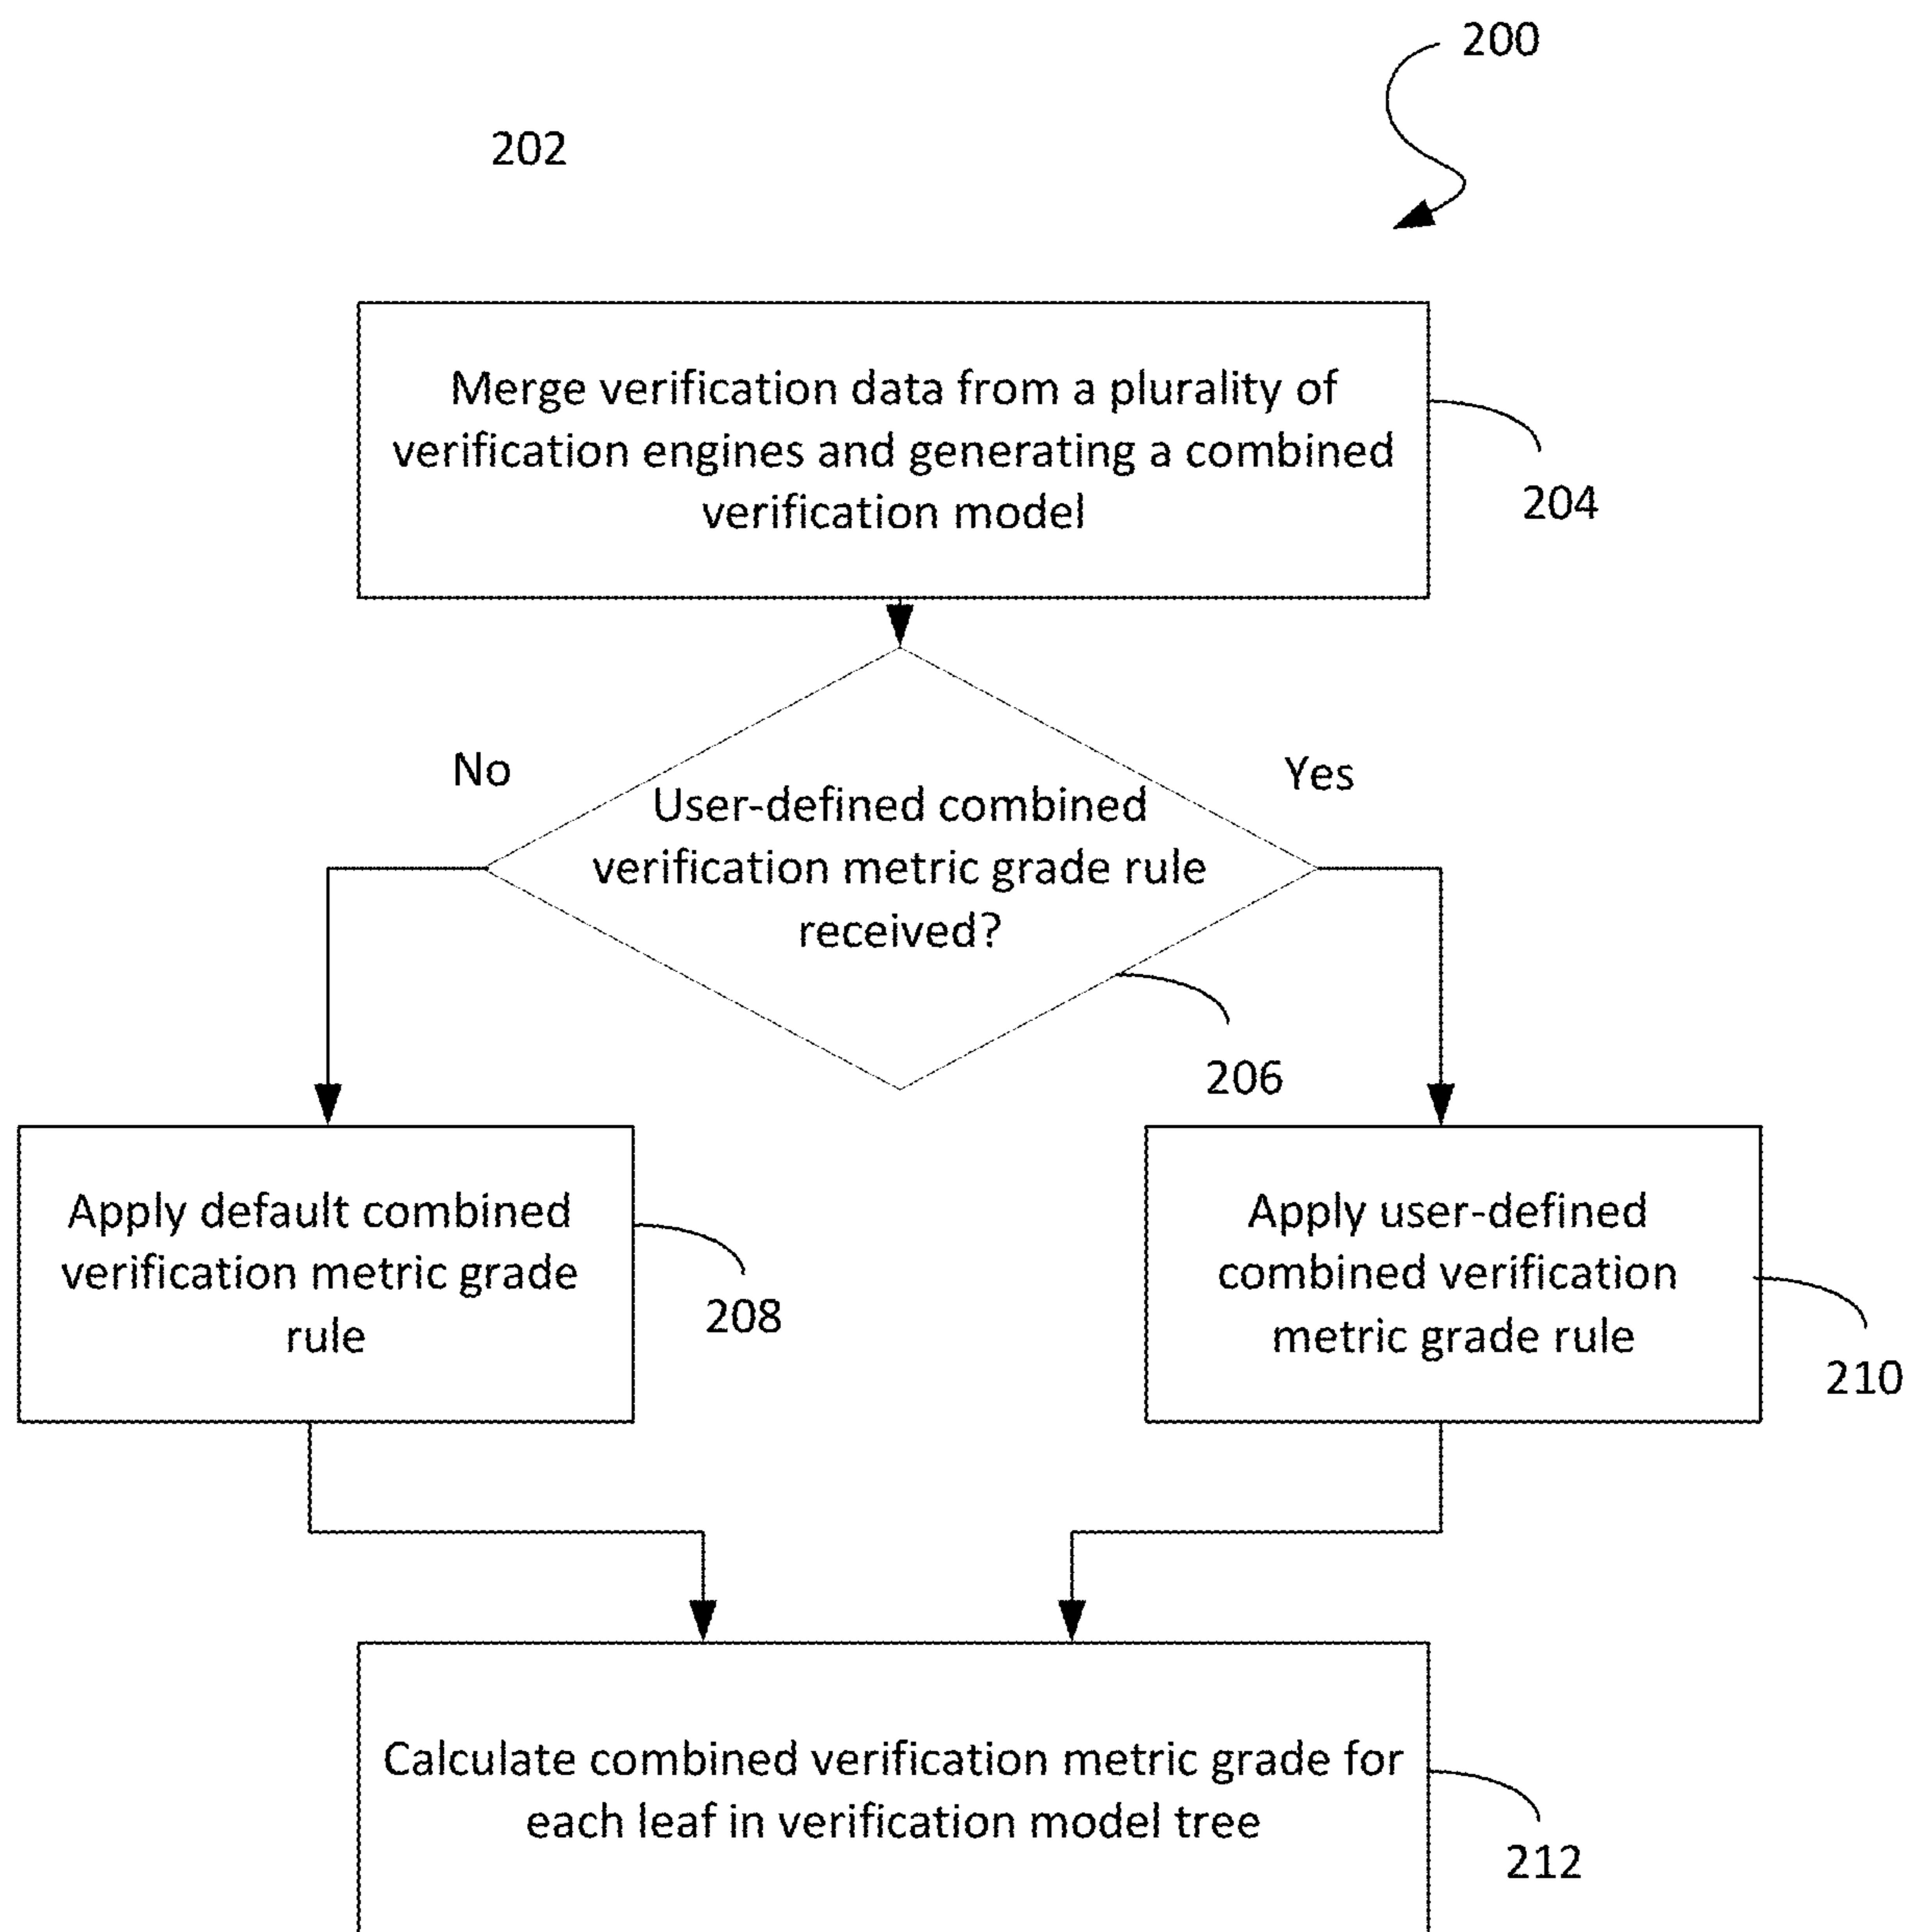 200
202
Merge verification data from a plurality of
verification engines and generating a combined
verification model
204
No
Yes
User-defined combined
verification metric grade rule
received?
206
Apply default combined
verification metric grade
rule
208
Apply user-defined
combined verification
metric grade rule
210
Calculate combined verification metric grade for
each leaf in verification model tree
212